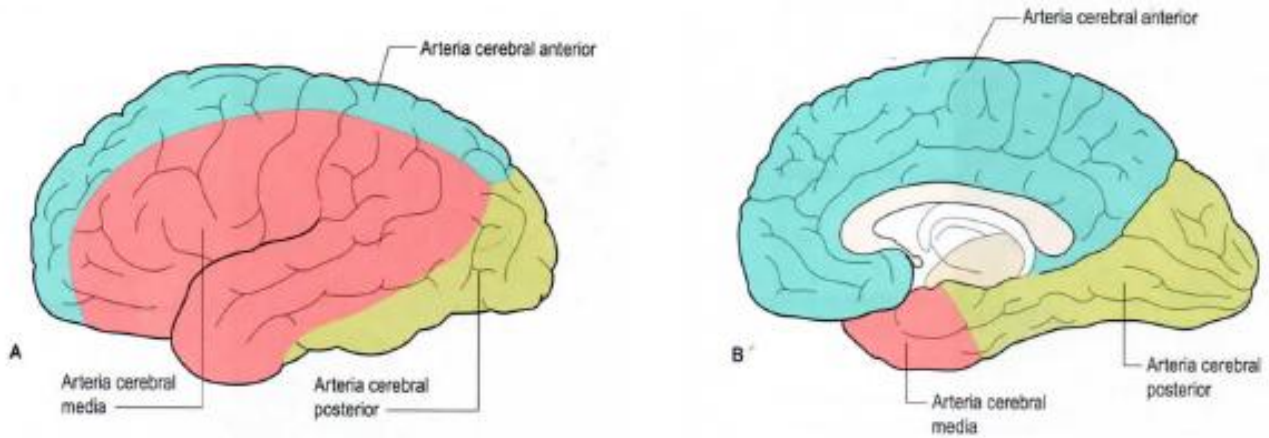 Arteria cerebral anterior
A
Arteria cerebral
media
Arteria cerebral
posterior
Arteria cerebral anterior
B
Arteria cerebral
media
Arteria cerebral
posterior